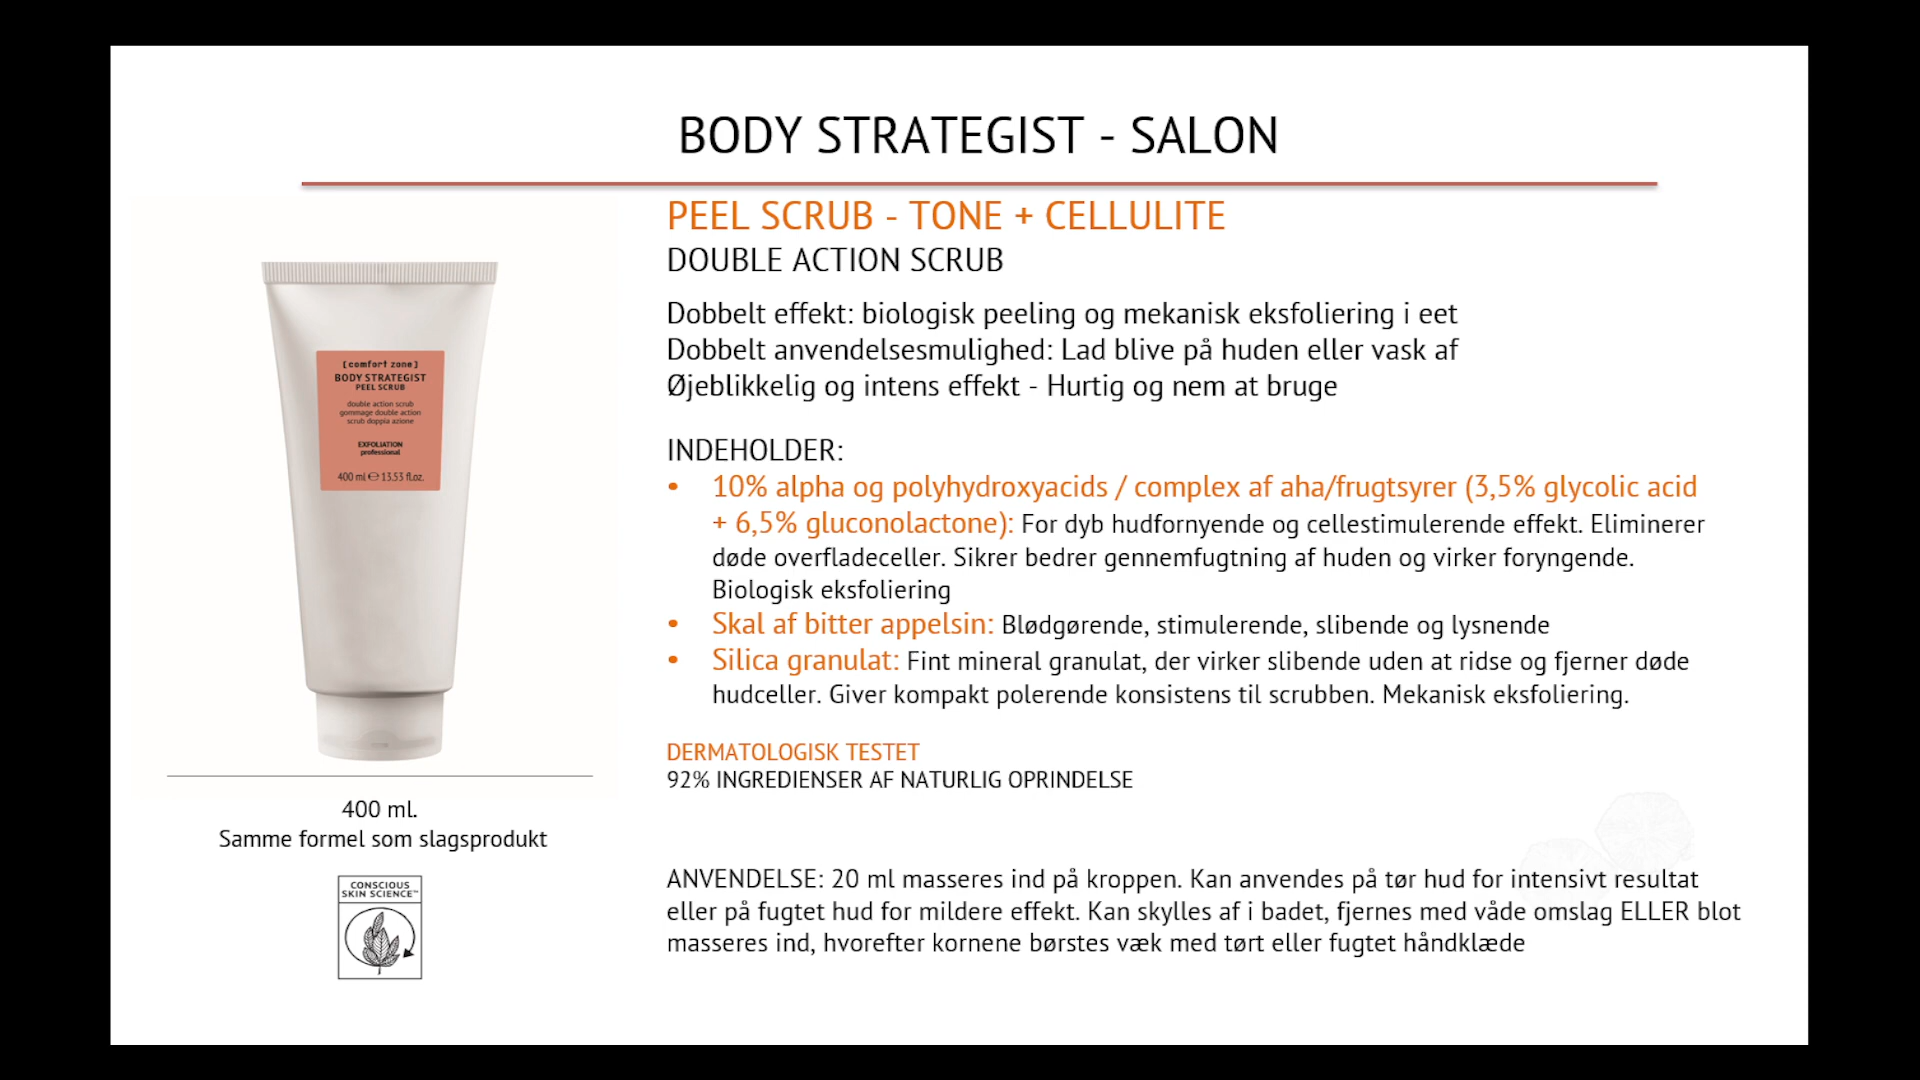 BODY STRATEGIST - SALON
PEEL SCRUB - TONE + CELLULITE
DOUBLE ACTION SCRUB
Dobbelt effekt: biologisk peeling og mekanisk eksfoliering i eet
Dobbelt anvendelsesmulighed: Lad blive på huden eller vask af
Øjeblikkelig og intens effekt - Hurtig og nem at bruge
INDEHOLDER:
• 10% alpha og polyhydroxyacids / complex af aha/frugtsyrer (3,5% glycolic acid
+ 6,5% gluconolactone): For dyb hudfornyende og cellestimulerende effekt. Eliminerer
døde overfladeceller. Sikrer bedrer gennemfugtning af huden og virker foryngende.
Biologisk eksfoliering
• Skal af bitter appelsin: Blødgørende, stimulerende, slibende og lysnende
• Silica granulat: Fint mineral granulat, der virker slibende uden at ridse og fjerner døde
hudceller. Giver kompakt polerende konsistens til scrubben. Mekanisk eksfoliering.
DERMATOLOGISK TESTET
92% INGREDIENSER AF NATURLIG OPRINDELSE
ANVENDELSE: 20 ml masseres ind på kroppen. Kan anvendes på tør hud for intensivt resultat
eller på fugtet hud for mildere effekt. Kan skylles af i badet, fjernes med våde omslag ELLER blot
masseres ind, hvorefter kornene børstes væk med tørt eller fugtet håndklæde
[comfort zone]
BODY STRATEGIST
PEEL SCRUB
double action scrub
gommage double action
scrub doppia azione
EXFOLIATION
professional
400 ml ℮ 13.53 fl.oz.
400 ml.
Samme formel som slagsprodukt
CONSCIOUS
SKIN SCIENCE™